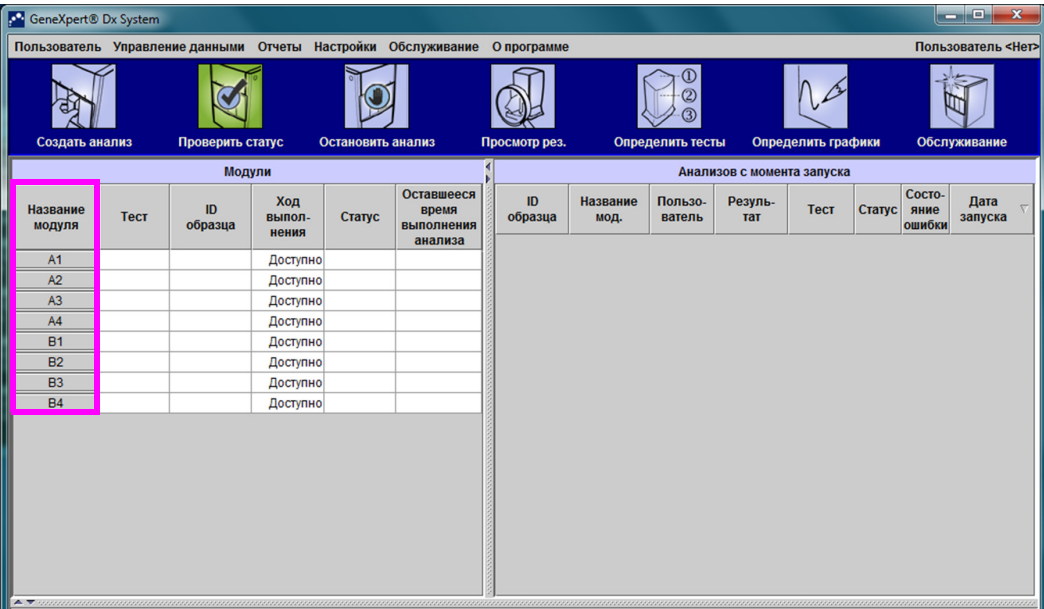 GeneXpert® Dx System
Пользователь Управление данными Отчеты Настройки Обслуживание О программе Пользователь <Нет>
① ② ③
Создать анализ Проверить статус Остановить анализ Просмотр рез. Определить тесты Определить графики Обслуживание
Модули
Название модуля
Тест
ID образца
Ход выпол-
нения
Статус
Оставшееся время выполнения анализа
A1 Доступно
A2 Доступно
A3 Доступно
A4 Доступно
B1 Доступно
B2 Доступно
B3 Доступно
B4 Доступно
Анализов с момента запуска
ID образца
Название мод.
Пользо-
ватель
Резуль-
тат
Тест
Статус
Состо-
яние ошибки
Дата запуска